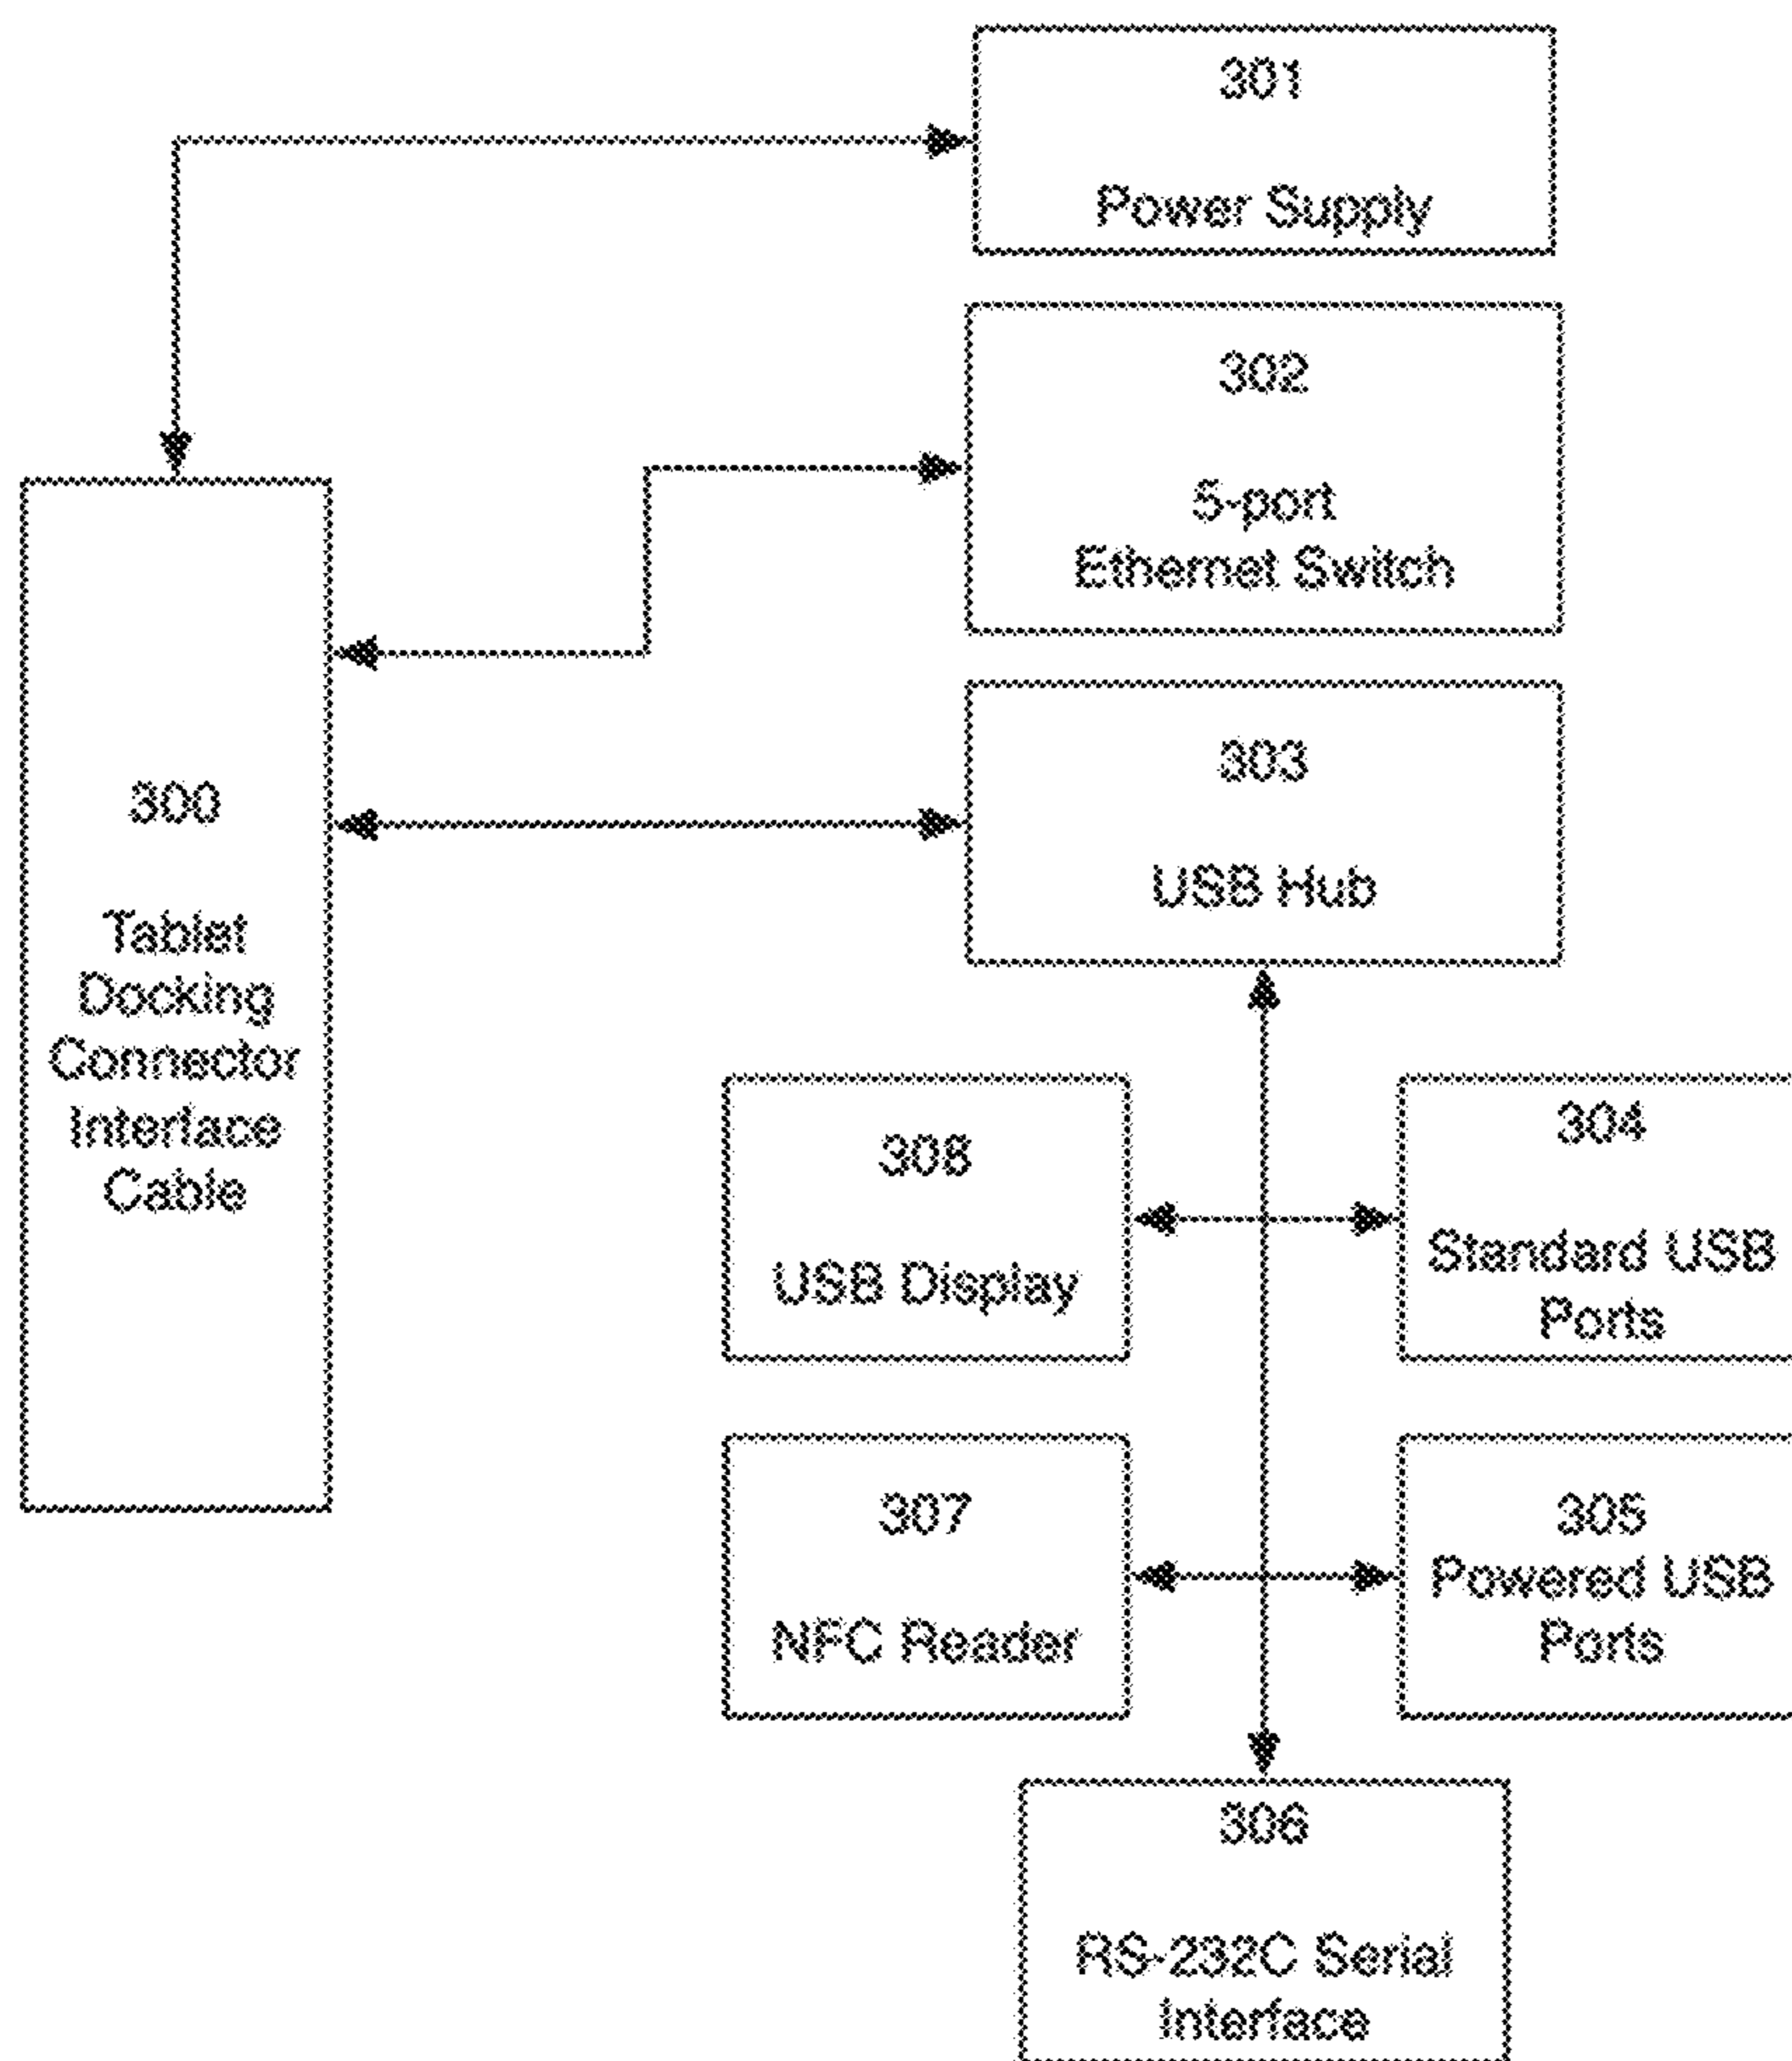 301
Power Supply
302
5-port
Ethernet Switch
303
USB Hub
300
Tablet
Docking
Connector
Interface
Cable
308
USB Display
304
Standard USB
Ports
307
NFC Reader
305
Powered USB
Ports
306
RS-232C Serial
Interface